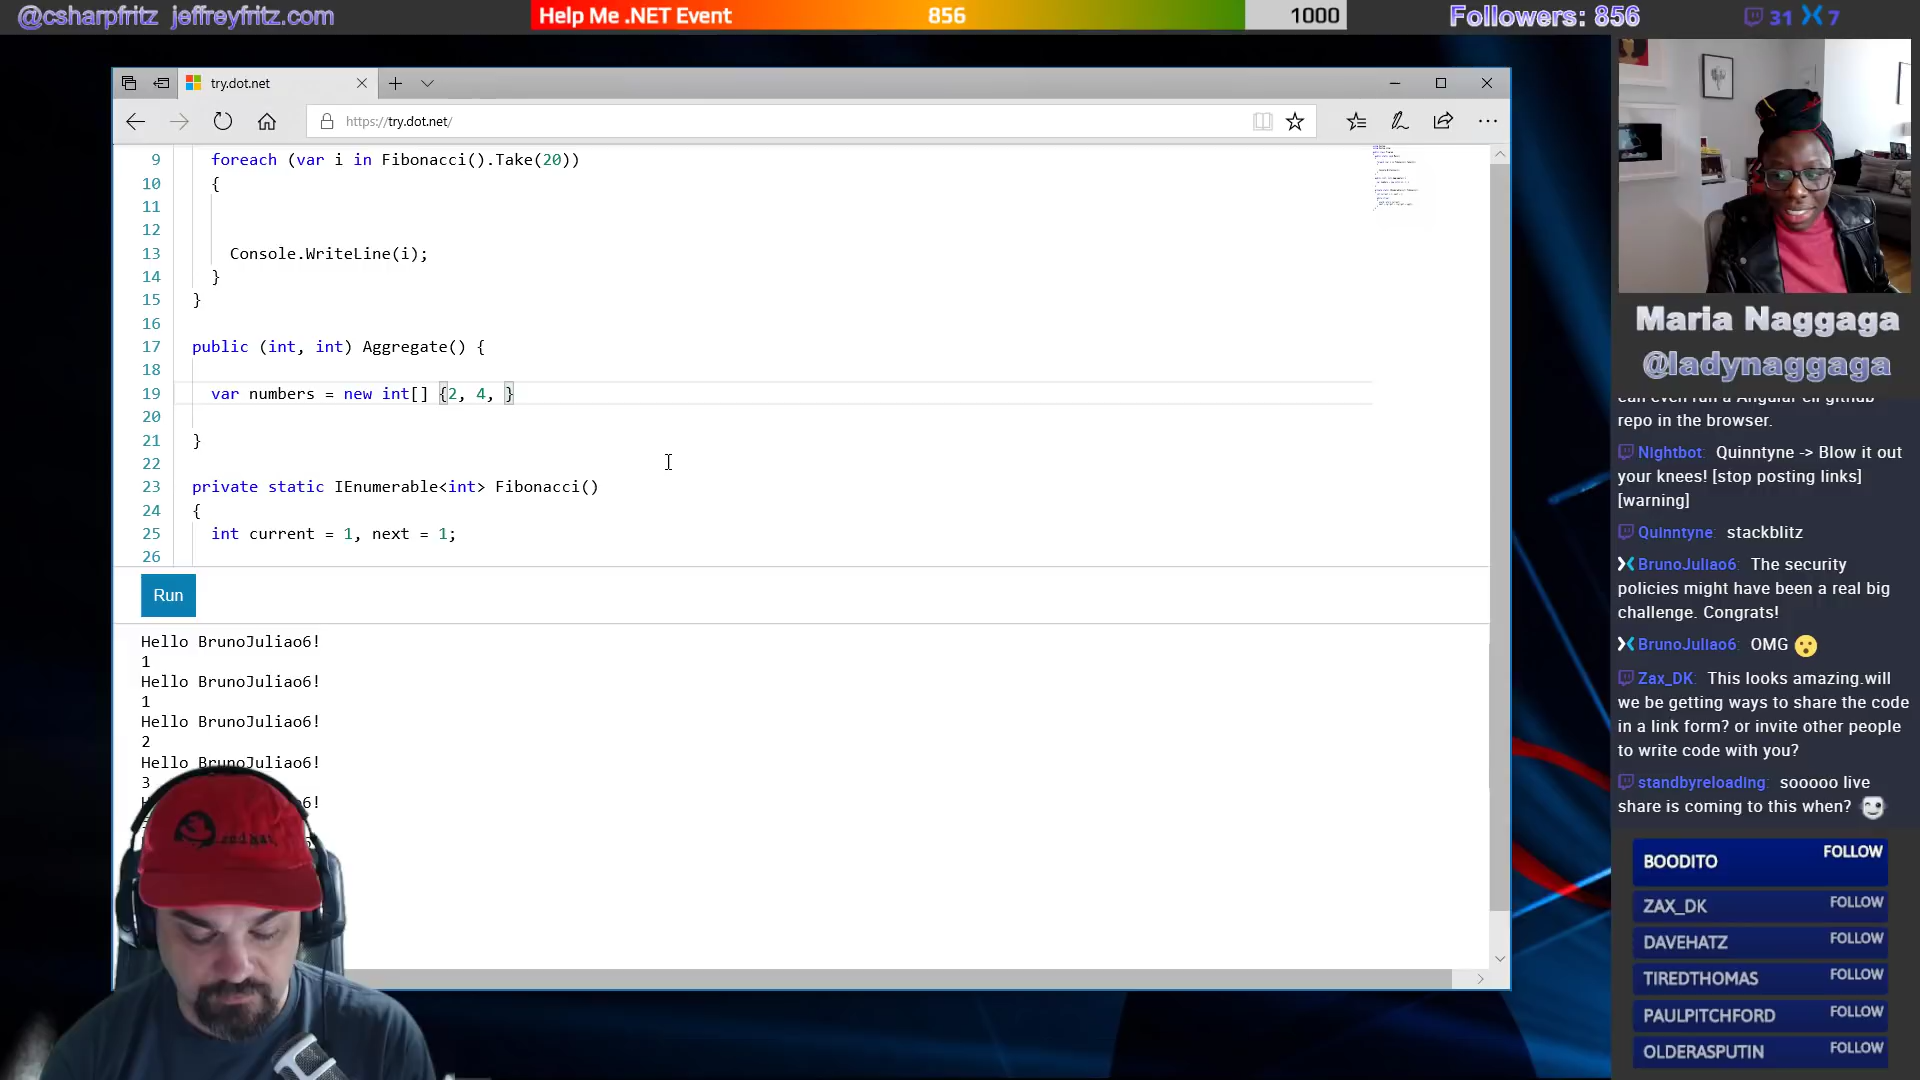 @csharpfritz jeffreyfritz.com
Help Me .NET Event 856 1000
Followers: 856 31 7
try.dot.net
https://try.dot.net/
9 foreach (var i in Fibonacci().Take(20))
10 {
11
12
13 Console.WriteLine(i);
14 }
15 }
16
17 public (int, int) Aggregate() {
18
19 var numbers = new int[] {2, 4, }
20
21 }
22
23 private static IEnumerable<int> Fibonacci()
24 {
25 int current = 1, next = 1;
26
Run
Hello BrunoJuliao6!
1
Hello BrunoJuliao6!
1
Hello BrunoJuliao6!
2
Hello BrunoJuliao6!
3
o6!
red hat
Maria Naggaga
@ladynaggaga
repo in the browser.
Nightbot: Quinntyne -> Blow it out
your knees! [stop posting links]
[warning]
Quinntyne: stackblitz
BrunoJuliao6: The security
policies might have been a real big
challenge. Congrats!
BrunoJuliao6: OMG
Zax_DK: This looks amazing.will
we be getting ways to share the code
in a link form? or invite other people
to write code with you?
standbyreloading: sooooo live
share is coming to this when?
BOODITO FOLLOW
ZAX_DK FOLLOW
DAVEHATZ FOLLOW
TIREDTHOMAS FOLLOW
PAULPITCHFORD FOLLOW
OLDERASPUTIN FOLLOW